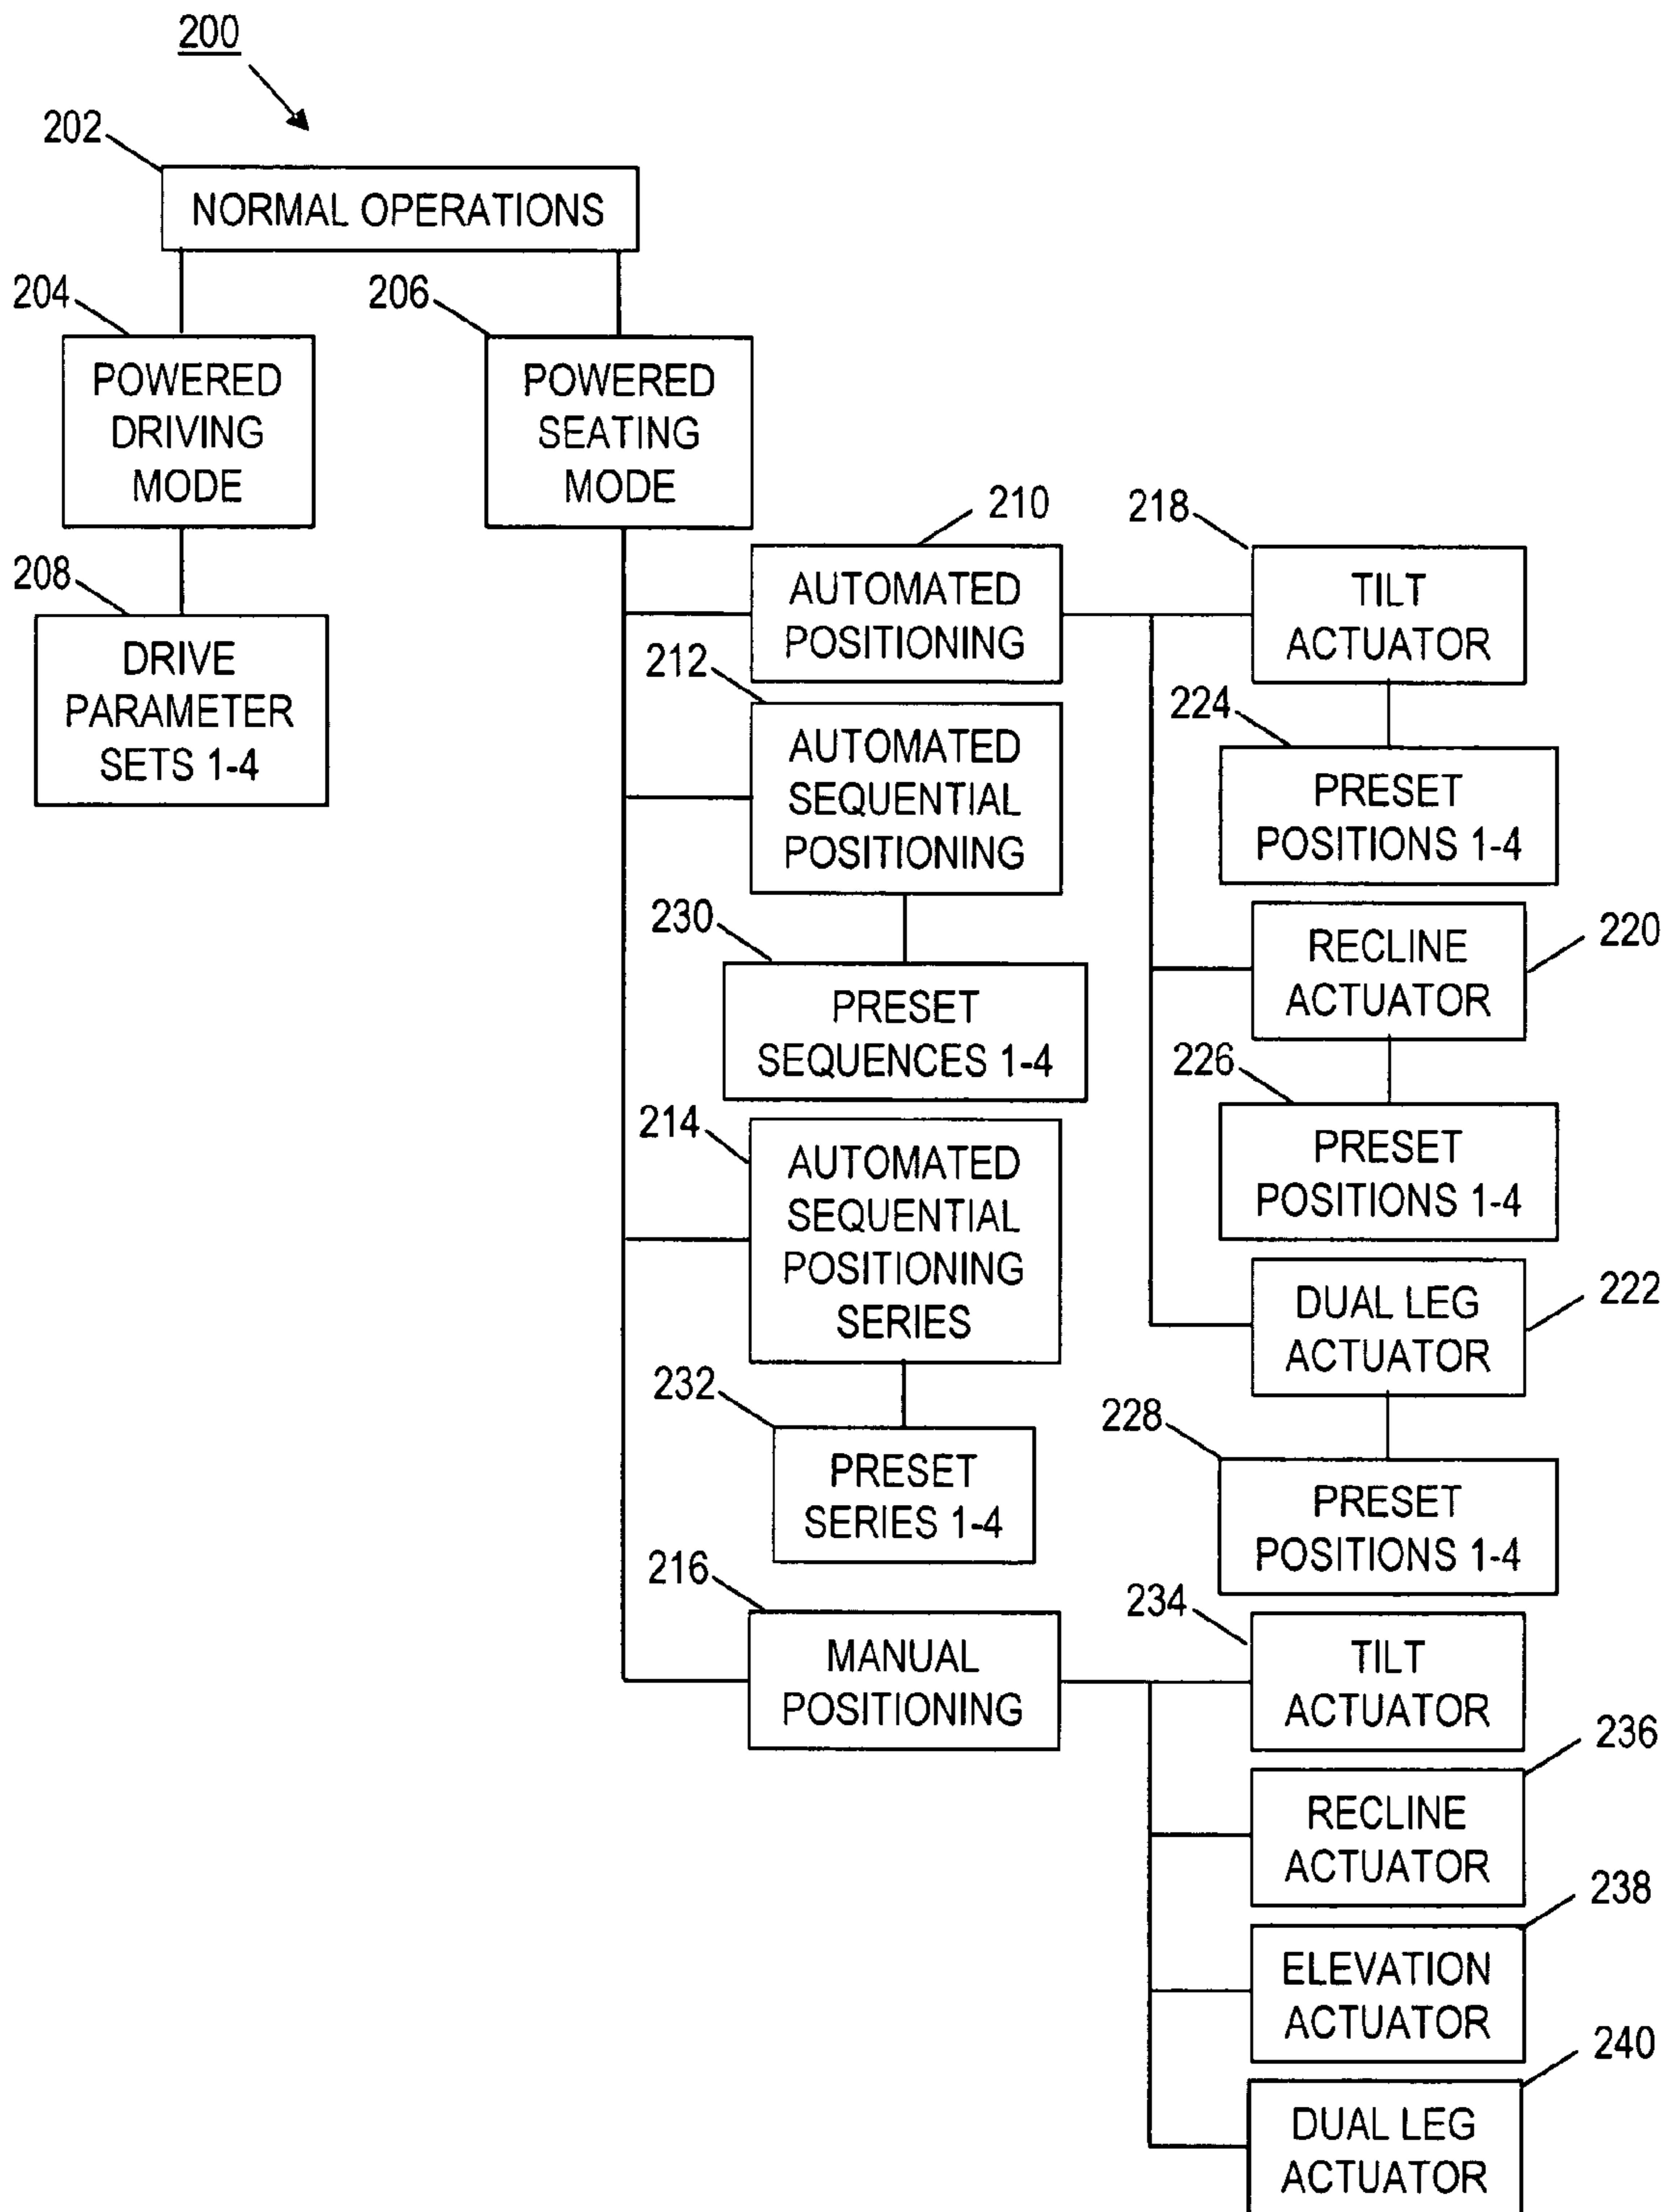 200
202
NORMAL OPERATIONS
204
206
POWERED
DRIVING
MODE
POWERED
SEATING
MODE
208
DRIVE
PARAMETER
SETS 1-4
210
AUTOMATED
POSITIONING
212
AUTOMATED
SEQUENTIAL
POSITIONING
230
PRESET
SEQUENCES 1-4
214
AUTOMATED
SEQUENTIAL
POSITIONING
SERIES
232
PRESET
SERIES 1-4
216
MANUAL
POSITIONING
218
TILT
ACTUATOR
224
PRESET
POSITIONS 1-4
220
RECLINE
ACTUATOR
226
PRESET
POSITIONS 1-4
222
DUAL LEG
ACTUATOR
228
PRESET
POSITIONS 1-4
234
TILT
ACTUATOR
236
RECLINE
ACTUATOR
238
ELEVATION
ACTUATOR
240
DUAL LEG
ACTUATOR